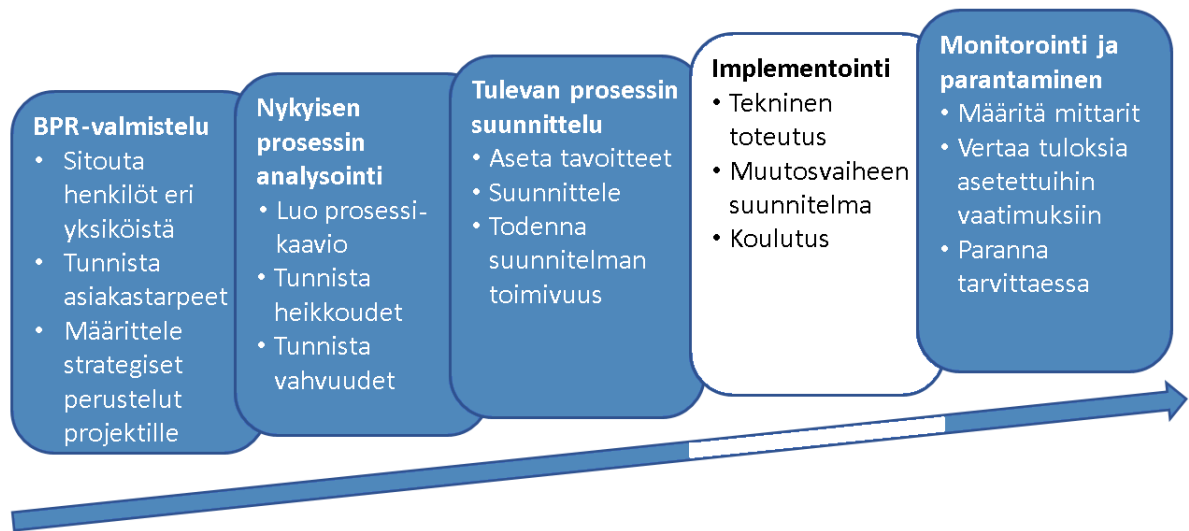 BPR-valmistelu
• Sitouta
henkilöt eri
yksiköistä
• Tunnista
asiakastarpeet
• Määrittele
strategiset
perustelut
projektille
Nykyisen
prosessin
analysointi
• Luo prosessi-
kaavio
• Tunnista
heikkoudet
• Tunnista
vahvuudet
Tulevan prosessin
suunnittelu
• Aseta tavoitteet
• Suunnittele
• Todenna
suunnitelman
toimivuus
Implementointi
• Tekninen
toteutus
• Muutosvaiheen
suunnitelma
• Koulutus
Monitorointi ja
parantaminen
• Määritä mittarit
• Vertaa tuloksia
asetettuihin
vaatimuksiin
• Paranna
tarvittaessa